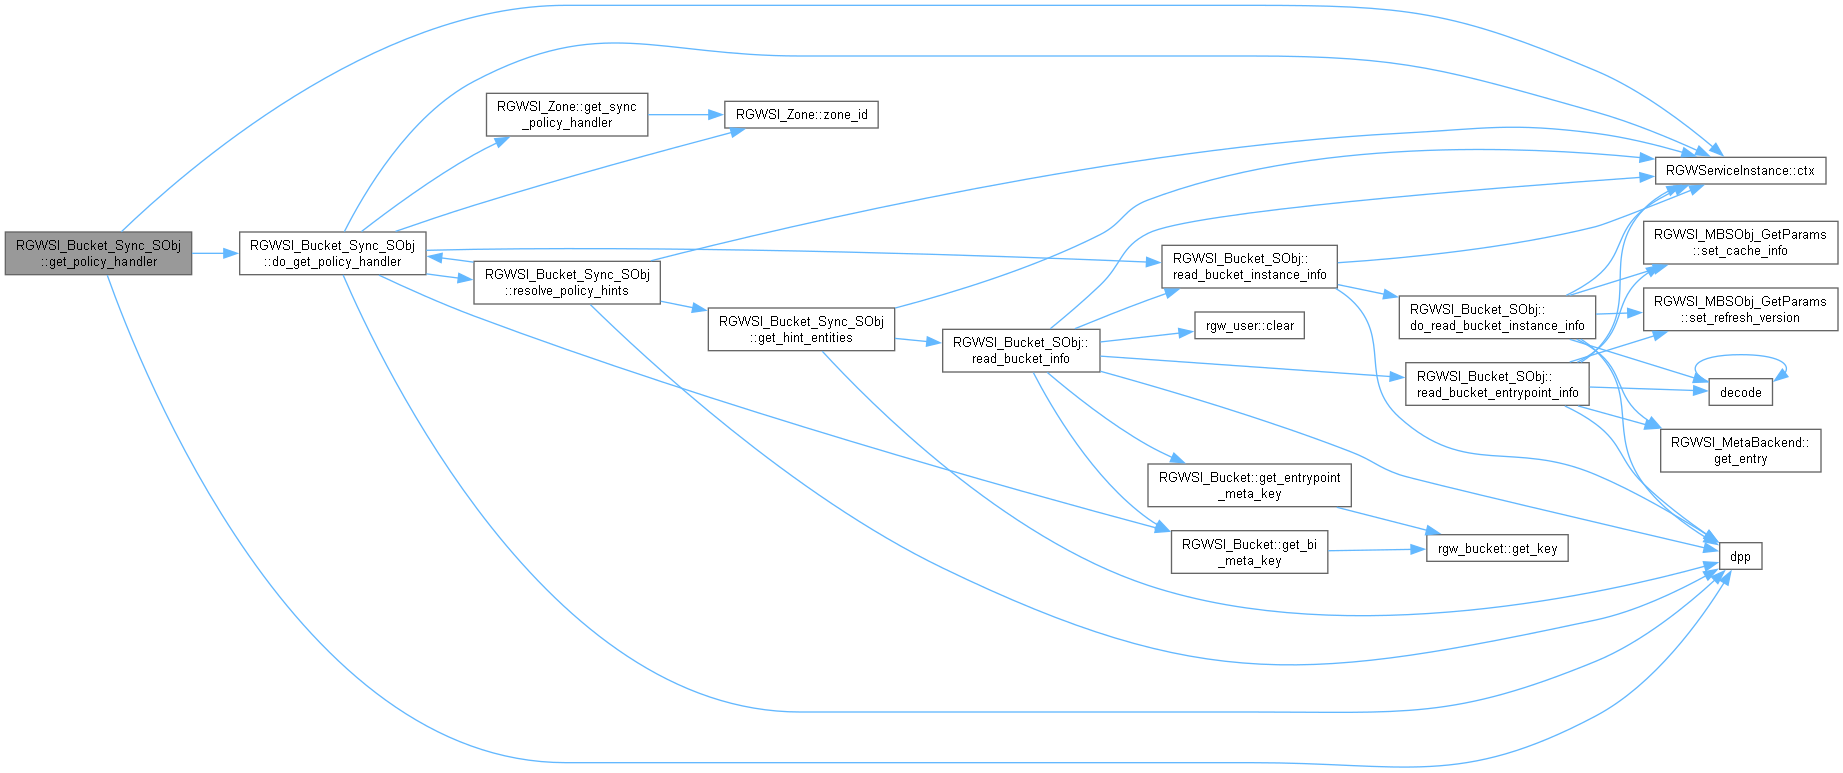 RGWSI_Bucket_Sync_SObj
::get_policy_handler
RGWSI_Bucket_Sync_SObj
::do_get_policy_handler
RGWSI_Zone::get_sync
_policy_handler
RGWSI_Zone::zone_id
RGWSI_Bucket_Sync_SObj
::resolve_policy_hints
RGWSI_Bucket_Sync_SObj
::get_hint_entities
RGWSI_Bucket_SObj::
read_bucket_info
RGWSI_Bucket_SObj::
read_bucket_instance_info
rgw_user::clear
RGWSI_Bucket::get_entrypoint
_meta_key
RGWSI_Bucket::get_bi
_meta_key
RGWSI_Bucket_SObj::
do_read_bucket_instance_info
RGWSI_Bucket_SObj::
read_bucket_entrypoint_info
rgw_bucket::get_key
RGWServiceInstance::ctx
RGWSI_MBSObj_GetParams
::set_cache_info
RGWSI_MBSObj_GetParams
::set_refresh_version
decode
RGWSI_MetaBackend::
get_entry
dpp